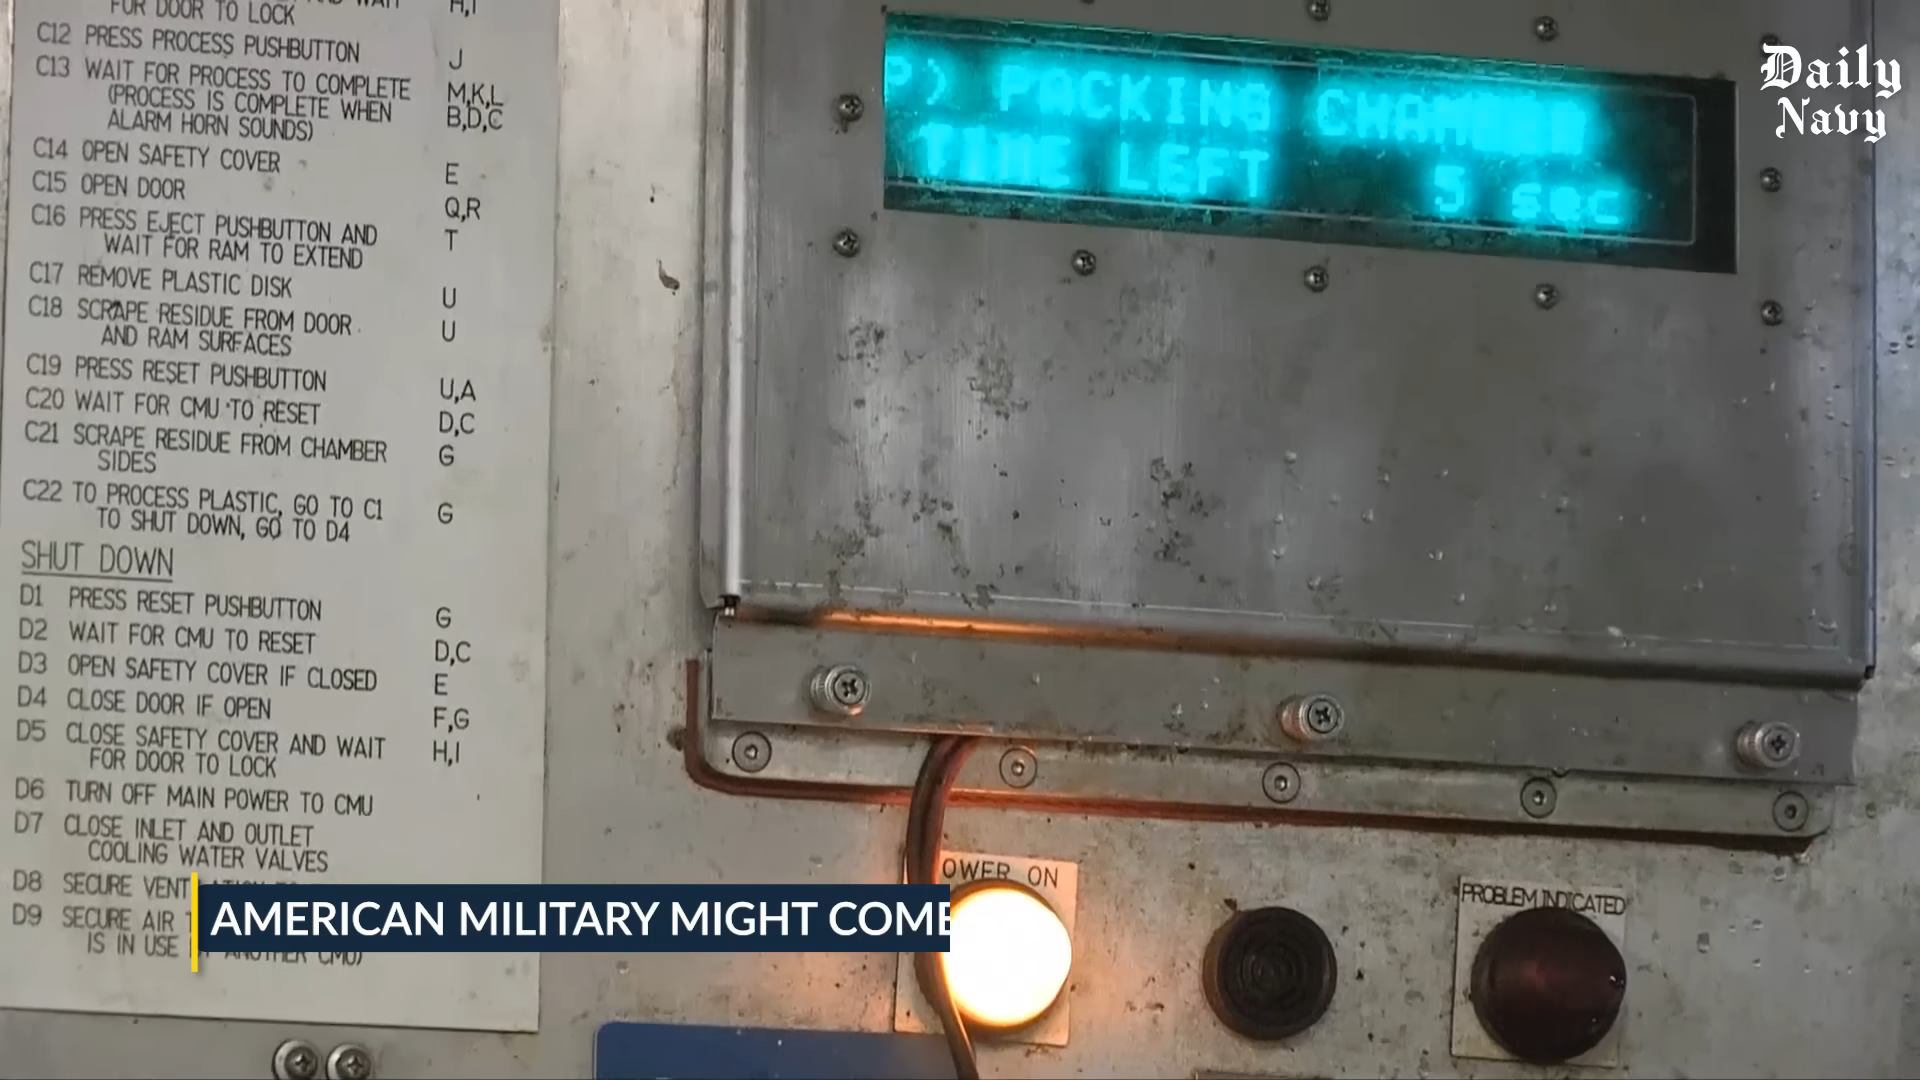 FOR DOOR TO LOCK
H,I
C12 PRESS PROCESS PUSHBUTTON
J
C13 WAIT FOR PROCESS TO COMPLETE
M,K,L
(PROCESS IS COMPLETE WHEN
B,D,C
ALARM HORN SOUNDS)
C14 OPEN SAFETY COVER
E
C15 OPEN DOOR
Q,R
C16 PRESS EJECT PUSHBUTTON AND
T
WAIT FOR RAM TO EXTEND
C17 REMOVE PLASTIC DISK
U
C18 SCRAPE RESIDUE FROM DOOR
U
AND RAM SURFACES
C19 PRESS RESET PUSHBUTTON
U,A
C20 WAIT FOR CMU TO RESET
D,C
C21 SCRAPE RESIDUE FROM CHAMBER
G
SIDES
C22 TO PROCESS PLASTIC, GO TO C1
G
TO SHUT DOWN, GO TO D4
SHUT DOWN
D1 PRESS RESET PUSHBUTTON
G
D2 WAIT FOR CMU TO RESET
D,C
D3 OPEN SAFETY COVER IF CLOSED
E
D4 CLOSE DOOR IF OPEN
F,G
D5 CLOSE SAFETY COVER AND WAIT
H,I
FOR DOOR TO LOCK
D6 TURN OFF MAIN POWER TO CMU
D7 CLOSE INLET AND OUTLET
COOLING WATER VALVES
D8 SECURE
D9 SECURE AIR
IS IN USE
ANOTHER CMU)
P) PACKING CHAMBER
TIME LEFT 5 sec
Daily
Navy
OWER ON
PROBLEM INDICATED
AMERICAN MILITARY MIGHT COME